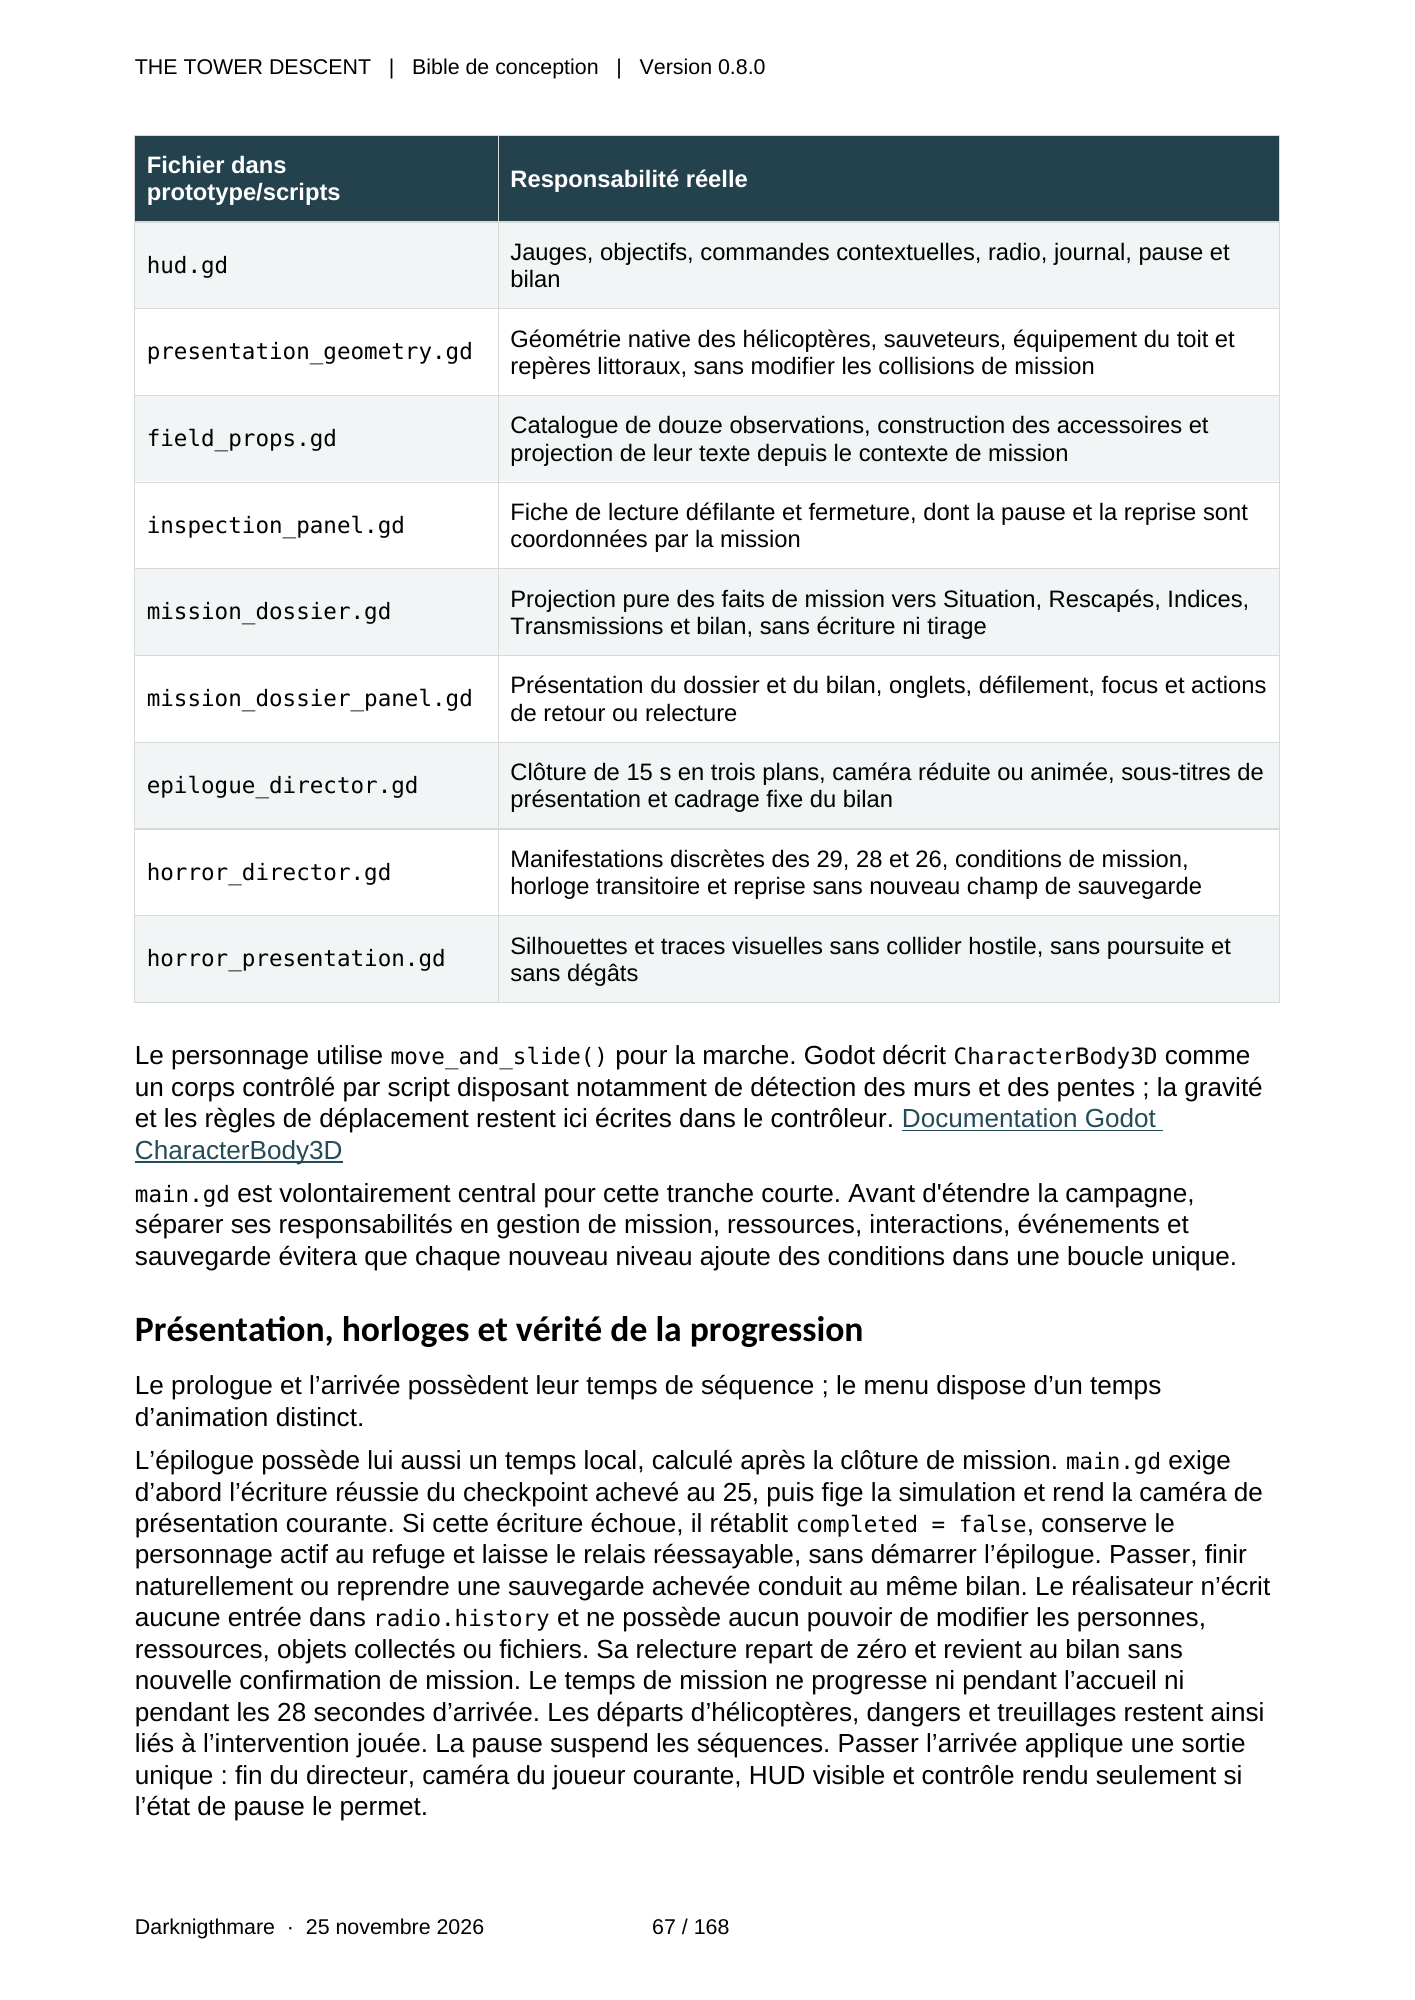 THE TOWER DESCENT | Bible de conception | Version 0.8.0
Fichier dans
prototype/scripts
Responsabilité réelle
hud.gd
Jauges, objectifs, commandes contextuelles, radio, journal, pause et
bilan
presentation_geometry.gd
Géométrie native des hélicoptères, sauveteurs, équipement du toit et
repères littoraux, sans modifier les collisions de mission
field_props.gd
Catalogue de douze observations, construction des accessoires et
projection de leur texte depuis le contexte de mission
inspection_panel.gd
Fiche de lecture défilante et fermeture, dont la pause et la reprise sont
coordonnées par la mission
mission_dossier.gd
Projection pure des faits de mission vers Situation, Rescapés, Indices,
Transmissions et bilan, sans écriture ni tirage
mission_dossier_panel.gd
Présentation du dossier et du bilan, onglets, défilement, focus et actions
de retour ou relecture
epilogue_director.gd
Clôture de 15 s en trois plans, caméra réduite ou animée, sous-titres de
présentation et cadrage fixe du bilan
horror_director.gd
Manifestations discrètes des 29, 28 et 26, conditions de mission,
horloge transitoire et reprise sans nouveau champ de sauvegarde
horror_presentation.gd
Silhouettes et traces visuelles sans collider hostile, sans poursuite et
sans dégâts
Le personnage utilise move_and_slide() pour la marche. Godot décrit CharacterBody3D comme
un corps contrôlé par script disposant notamment de détection des murs et des pentes ; la gravité
et les règles de déplacement restent ici écrites dans le contrôleur. Documentation Godot
CharacterBody3D
main.gd est volontairement central pour cette tranche courte. Avant d'étendre la campagne,
séparer ses responsabilités en gestion de mission, ressources, interactions, événements et
sauvegarde évitera que chaque nouveau niveau ajoute des conditions dans une boucle unique.
Présentation, horloges et vérité de la progression
Le prologue et l’arrivée possèdent leur temps de séquence ; le menu dispose d’un temps
d’animation distinct.
L’épilogue possède lui aussi un temps local, calculé après la clôture de mission. main.gd exige
d’abord l’écriture réussie du checkpoint achevé au 25, puis fige la simulation et rend la caméra de
présentation courante. Si cette écriture échoue, il rétablit completed = false, conserve le
personnage actif au refuge et laisse le relais réessayable, sans démarrer l’épilogue. Passer, finir
naturellement ou reprendre une sauvegarde achevée conduit au même bilan. Le réalisateur n’écrit
aucune entrée dans radio.history et ne possède aucun pouvoir de modifier les personnes,
ressources, objets collectés ou fichiers. Sa relecture repart de zéro et revient au bilan sans
nouvelle confirmation de mission. Le temps de mission ne progresse ni pendant l’accueil ni
pendant les 28 secondes d’arrivée. Les départs d’hélicoptères, dangers et treuillages restent ainsi
liés à l’intervention jouée. La pause suspend les séquences. Passer l’arrivée applique une sortie
unique : fin du directeur, caméra du joueur courante, HUD visible et contrôle rendu seulement si
l’état de pause le permet.
Darknigthmare · 25 novembre 2026
67 / 168